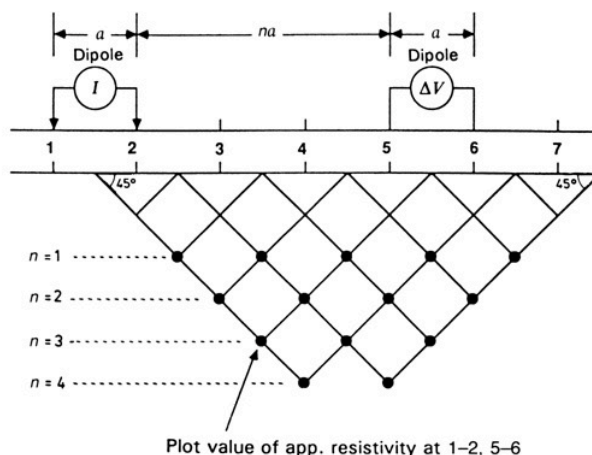 a na a
Dipole Dipole
I ΔV
1 2 3 4 5 6 7
45° 45°
n = 1
n = 2
n = 3
n = 4
Plot value of app. resistivity at 1–2, 5–6